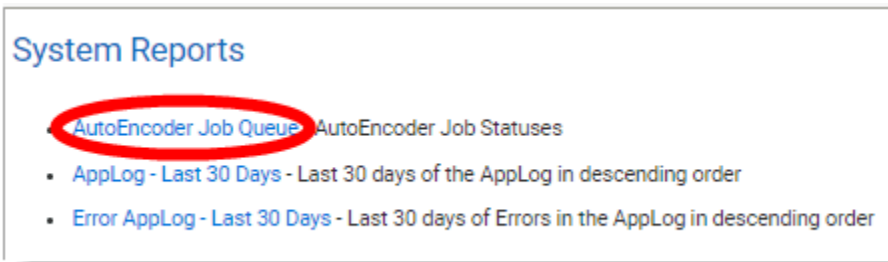 System Reports
• AutoEncoder Job Queue AutoEncoder Job Statuses
• AppLog - Last 30 Days - Last 30 days of the AppLog in descending order
• Error AppLog - Last 30 Days - Last 30 days of Errors in the AppLog in descending order